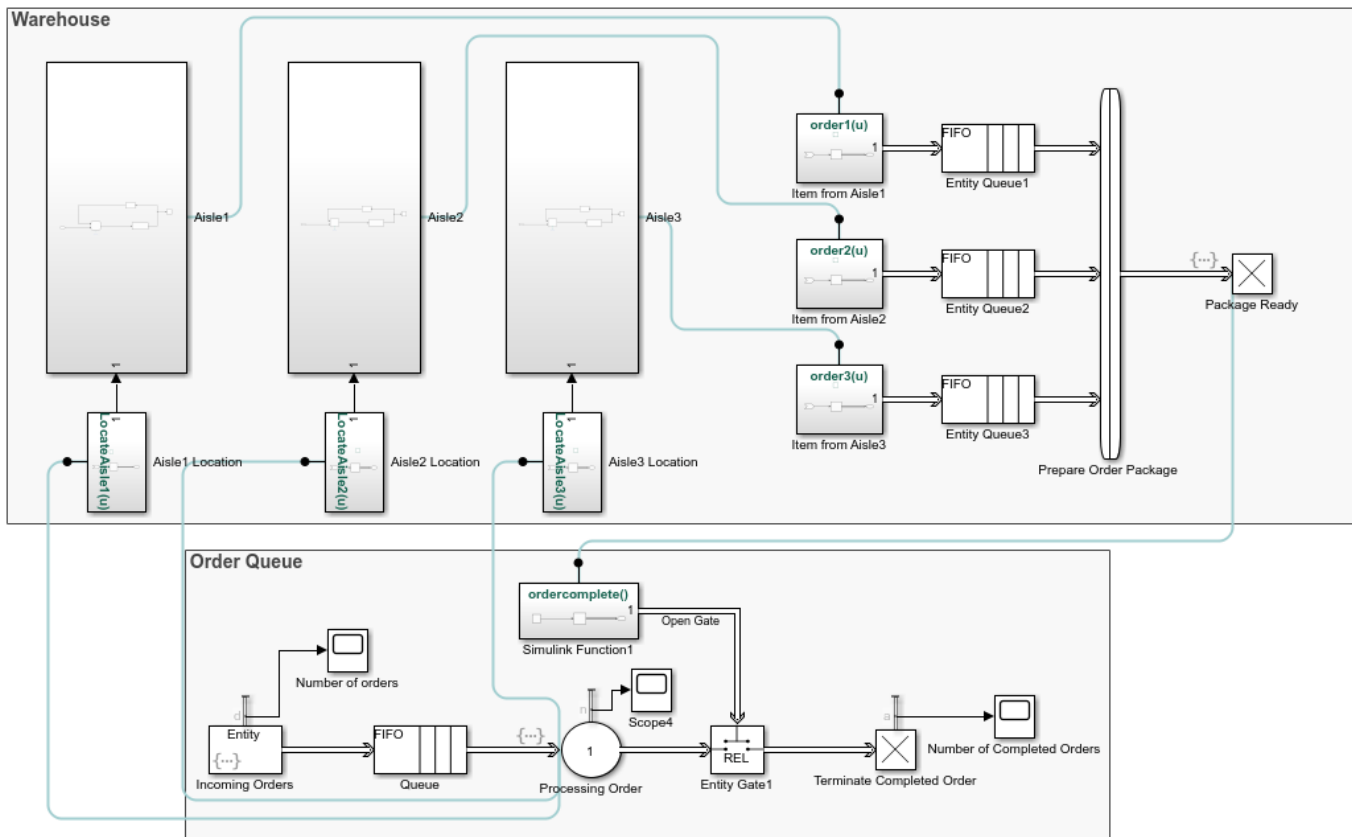 Warehouse
Aisle1
Aisle2
Aisle3
1
1
1
LocateAisle1(u)
Aisle1 Location
LocateAisle2(u)
Aisle2 Location
LocateAisle3(u)
Aisle3 Location
order1(u)
1
Item from Aisle1
FIFO
Entity Queue1
order2(u)
1
Item from Aisle2
FIFO
Entity Queue2
order3(u)
1
Item from Aisle3
FIFO
Entity Queue3
Prepare Order Package
{...}
Package Ready
Order Queue
ordercomplete()
1
Open Gate
Simulink Function1
Number of orders
d
Entity
{...}
Incoming Orders
FIFO
Queue
{...}
n
Scope4
1
Processing Order
REL
Entity Gate1
a
Number of Completed Orders
Terminate Completed Order